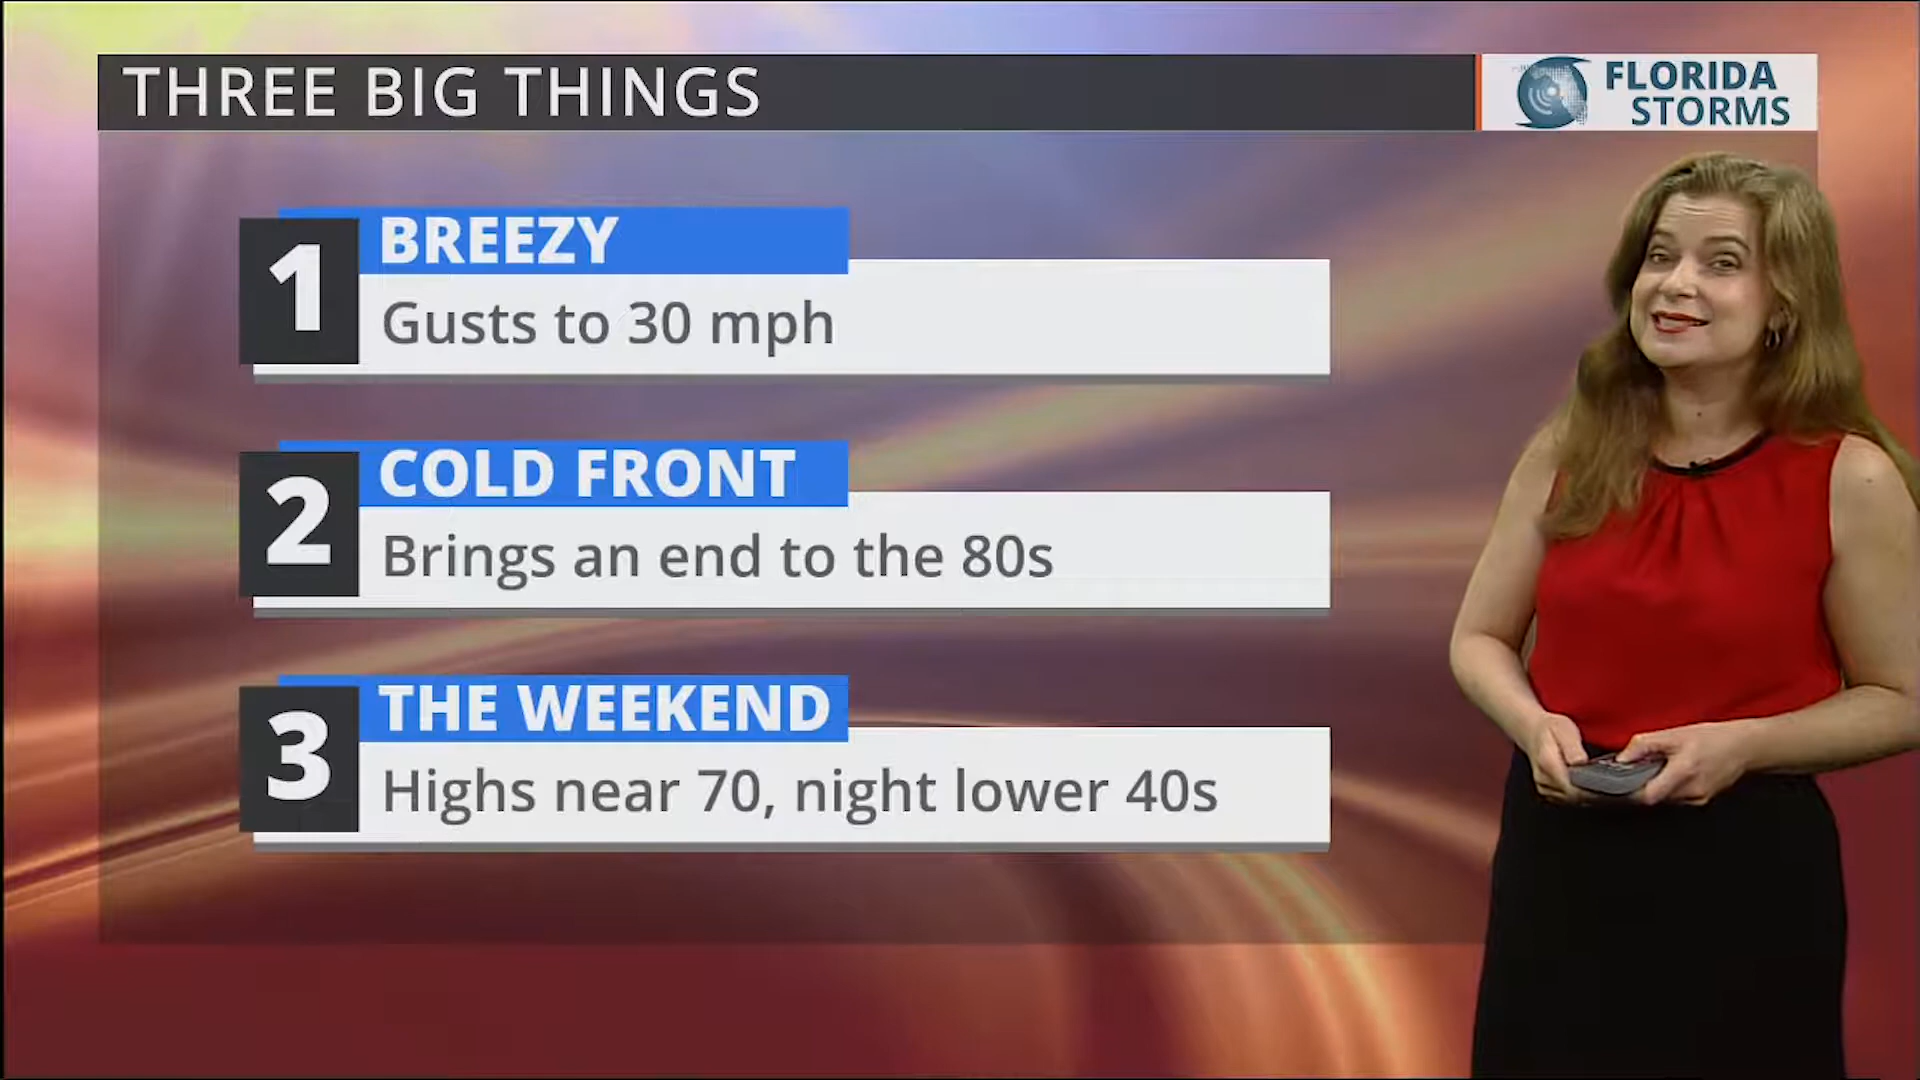 THREE BIG THINGS
FLORIDA
STORMS
1
BREEZY
Gusts to 30 mph
2
COLD FRONT
Brings an end to the 80s
3
THE WEEKEND
Highs near 70, night lower 40s